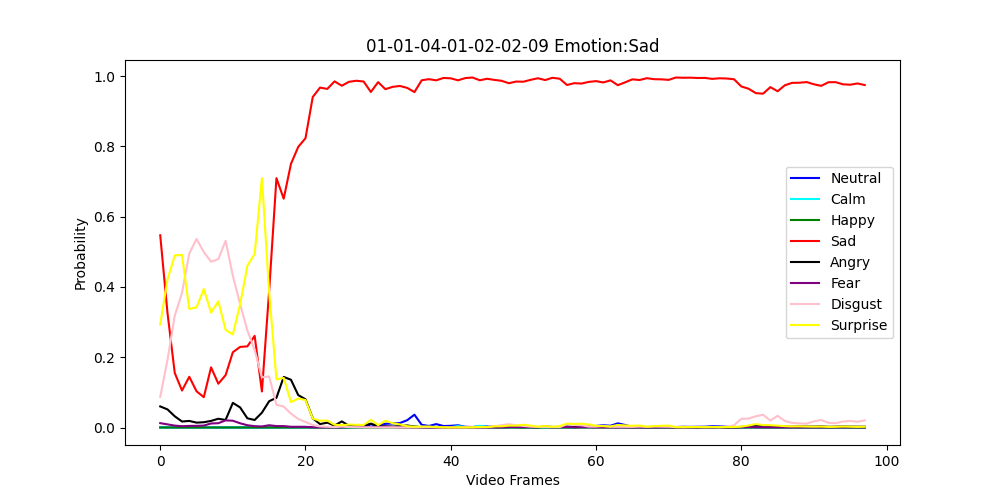 01-01-04-01-02-02-09 Emotion:Sad
1.0
0.8
0.6
0.4
0.2
0.0
Probability
0
20
40
60
80
100
Video Frames
Neutral
Calm
Happy
Sad
Angry
Fear
Disgust
Surprise